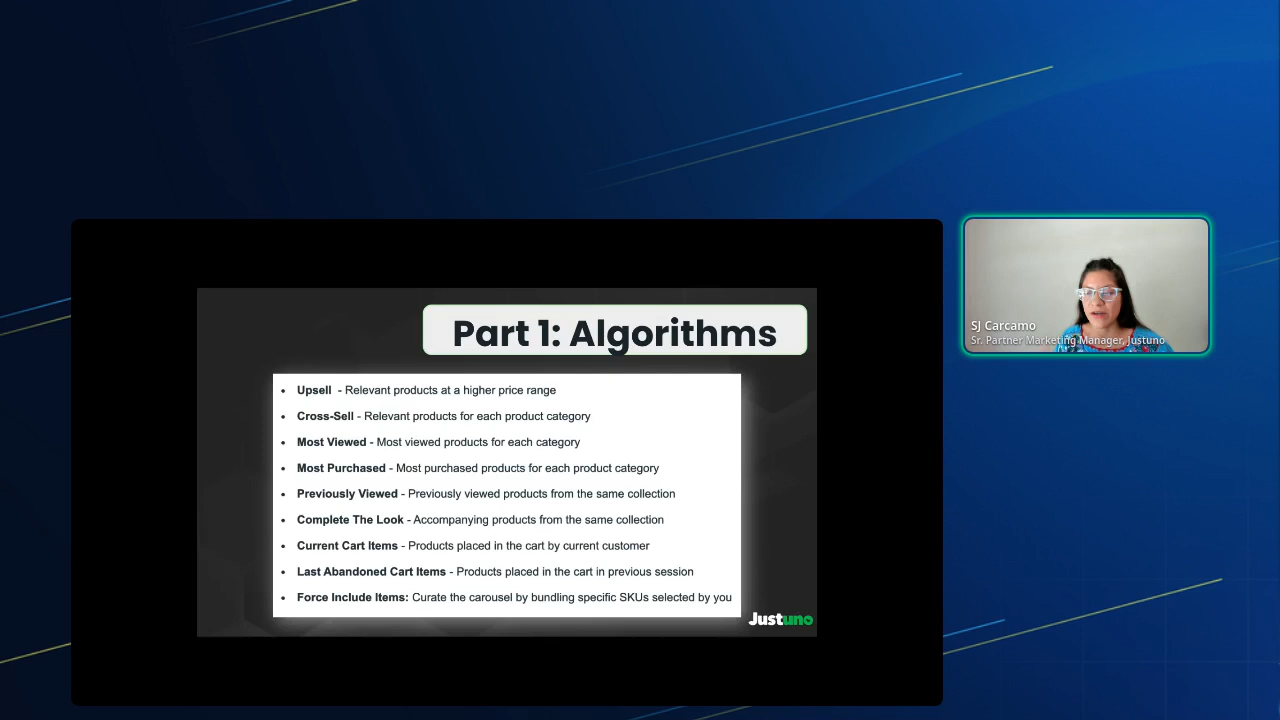 Part 1: Algorithms
• Upsell - Relevant products at a higher price range
• Cross-Sell - Relevant products for each product category
• Most Viewed - Most viewed products for each category
• Most Purchased - Most purchased products for each product category
• Previously Viewed - Previously viewed products from the same collection
• Complete The Look - Accompanying products from the same collection
• Current Cart Items - Products placed in the cart by current customer
• Last Abandoned Cart Items - Products placed in the cart in previous session
• Force Include Items: Curate the carousel by bundling specific SKUs selected by you
Justuno
SJ Carcamo
Sr. Partner Marketing Manager, Justuno